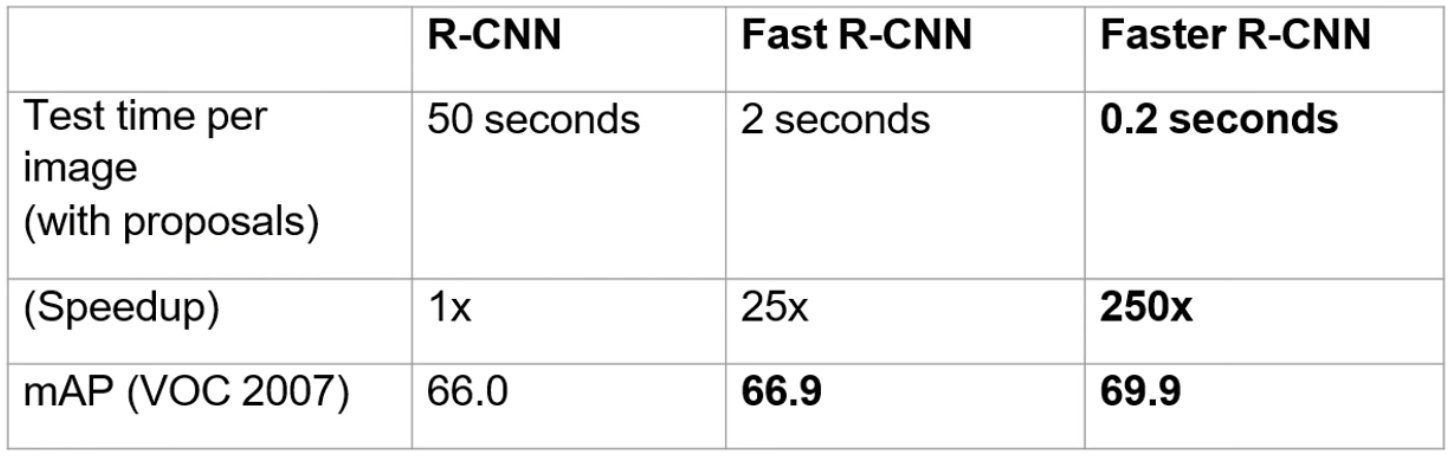 R-CNN Fast R-CNN Faster R-CNN
Test time per 50 seconds 2 seconds 0.2 seconds
image
(with proposals)
(Speedup) 1x 25x 250x
mAP (VOC 2007) 66.0 66.9 69.9